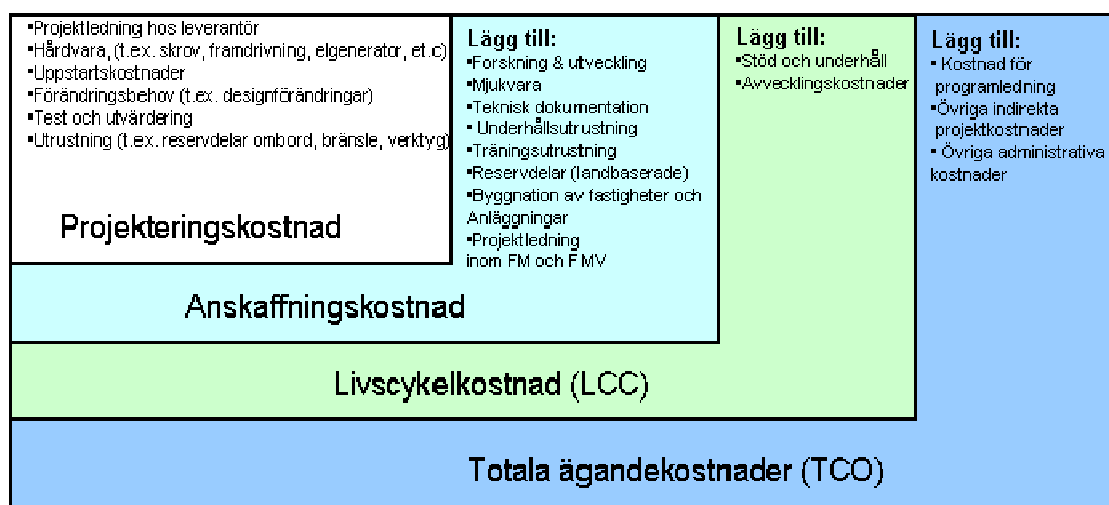 ▪Projektledning hos leverantör
▪Hårdvara, (t.ex. skrov, framdrivning, elgenerator, et.c)
▪Uppstartskostnader
▪Förändringsbehov (t.ex. designförändringar)
▪Test och utvärdering
▪Utrustning (t.ex. reservdelar ombord, bränsle, verktyg)
Projekteringskostnad
Lägg till:
▪Forskning & utveckling
▪Mjukvara
▪Teknisk dokumentation
▪ Underhållsutrustning
▪Träningsutrustning
▪Reservdelar (landbaserade)
▪Byggnation av fastigheter och
Anläggningar
▪Projektledning
inom FM och FMV
Anskaffningskostnad
Lägg till:
▪Stöd och underhåll
▪Avvecklingskostnader
Livscykelkostnad (LCC)
Lägg till:
▪ Kostnad för
programledning
▪Övriga indirekta
projektkostnader
▪ Övriga administrativa
kostnader
Totala ägandekostnader (TCO)